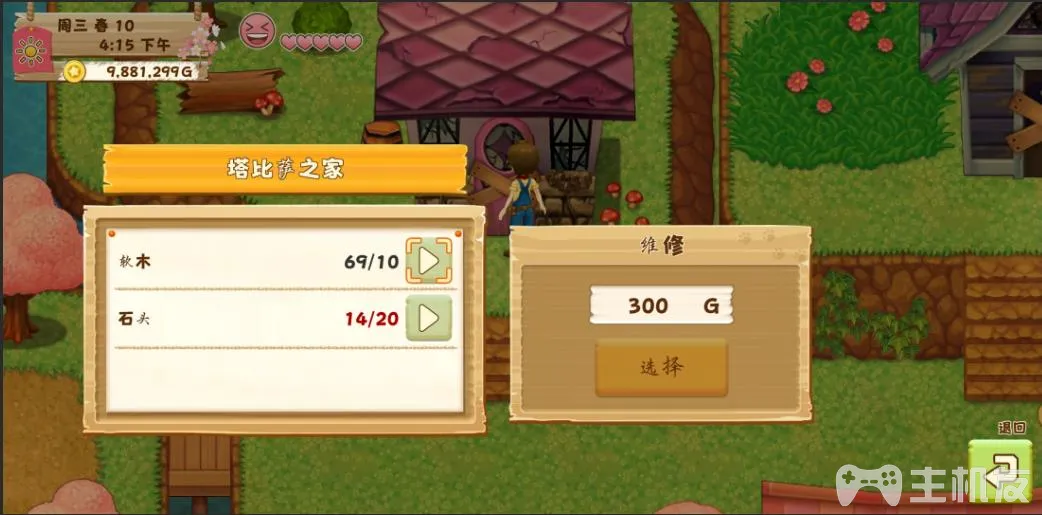 周三 春 10
4:15 下午
9,881,299G
塔比萨之家
软木 69/10
石头 14/20
维修
300 G
选择
退回
主机友